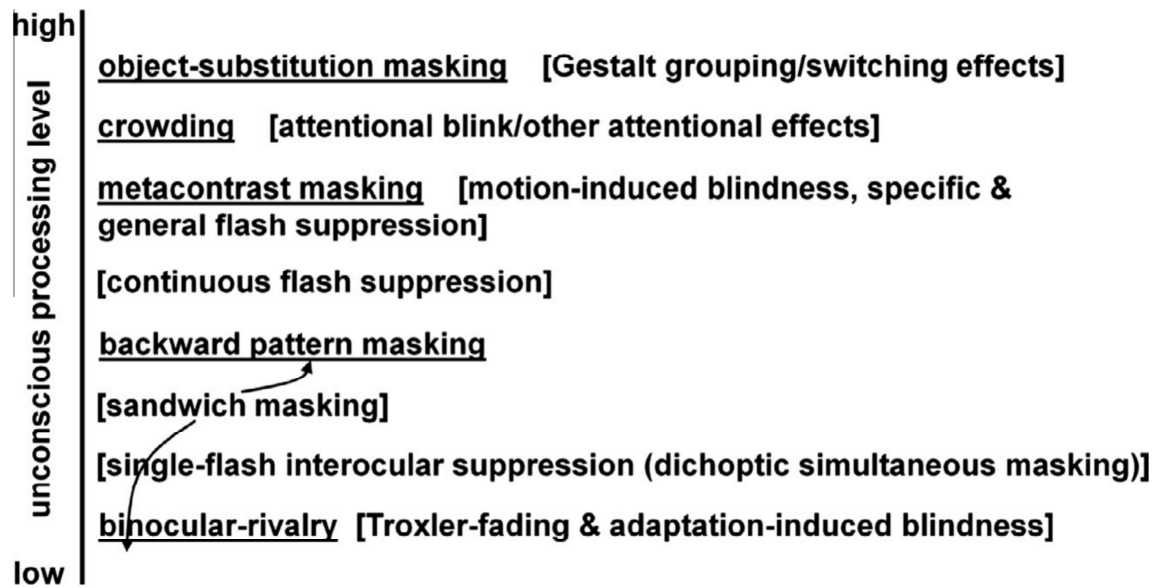 high
unconscious processing level
object-substitution masking [Gestalt grouping/switching effects]
crowding [attentional blink/other attentional effects]
metacontrast masking [motion-induced blindness, specific &
general flash suppression]
[continuous flash suppression]
backward pattern masking
[sandwich masking]
[single-flash interocular suppression (dichoptic simultaneous masking)]
binocular-rivalry [Troxler-fading & adaptation-induced blindness]
low